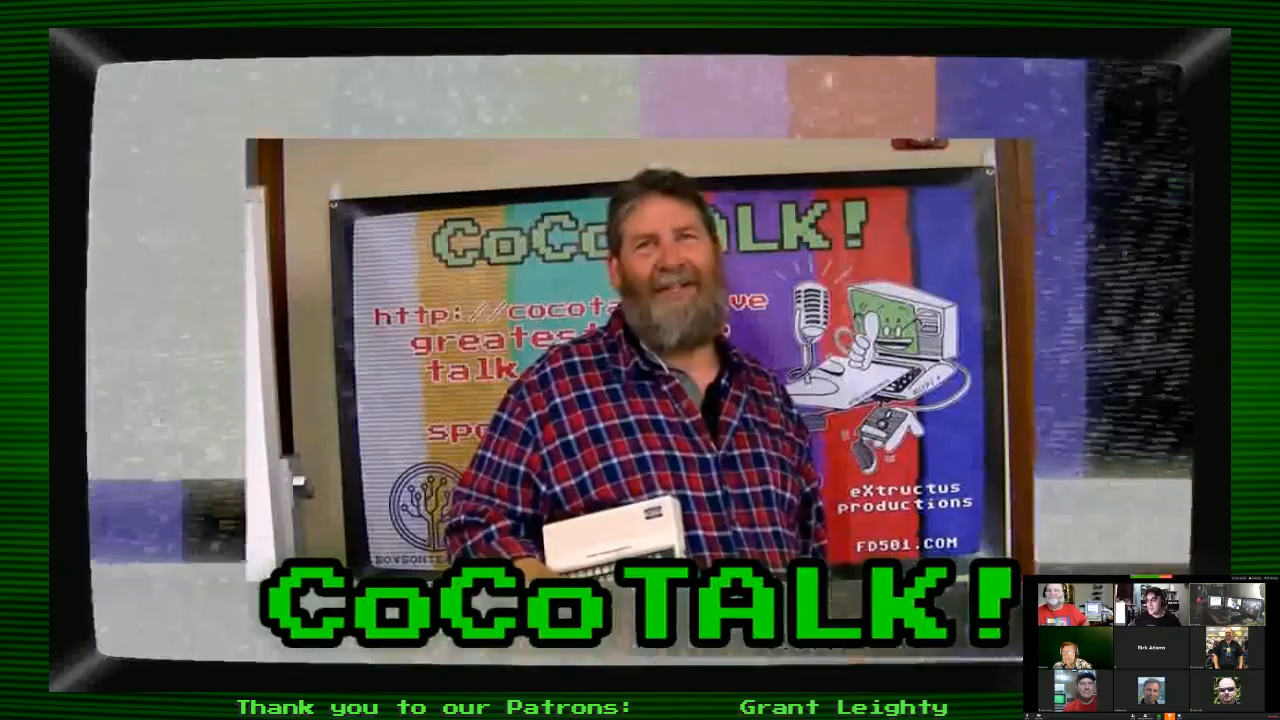 CoCo ALK!
http://cocota ve
greates
talk
spo
eXtructus
productions
FD501.COM
CoCoTALK!
Rick Adams
Thank you to our Patrons: Grant Leighty